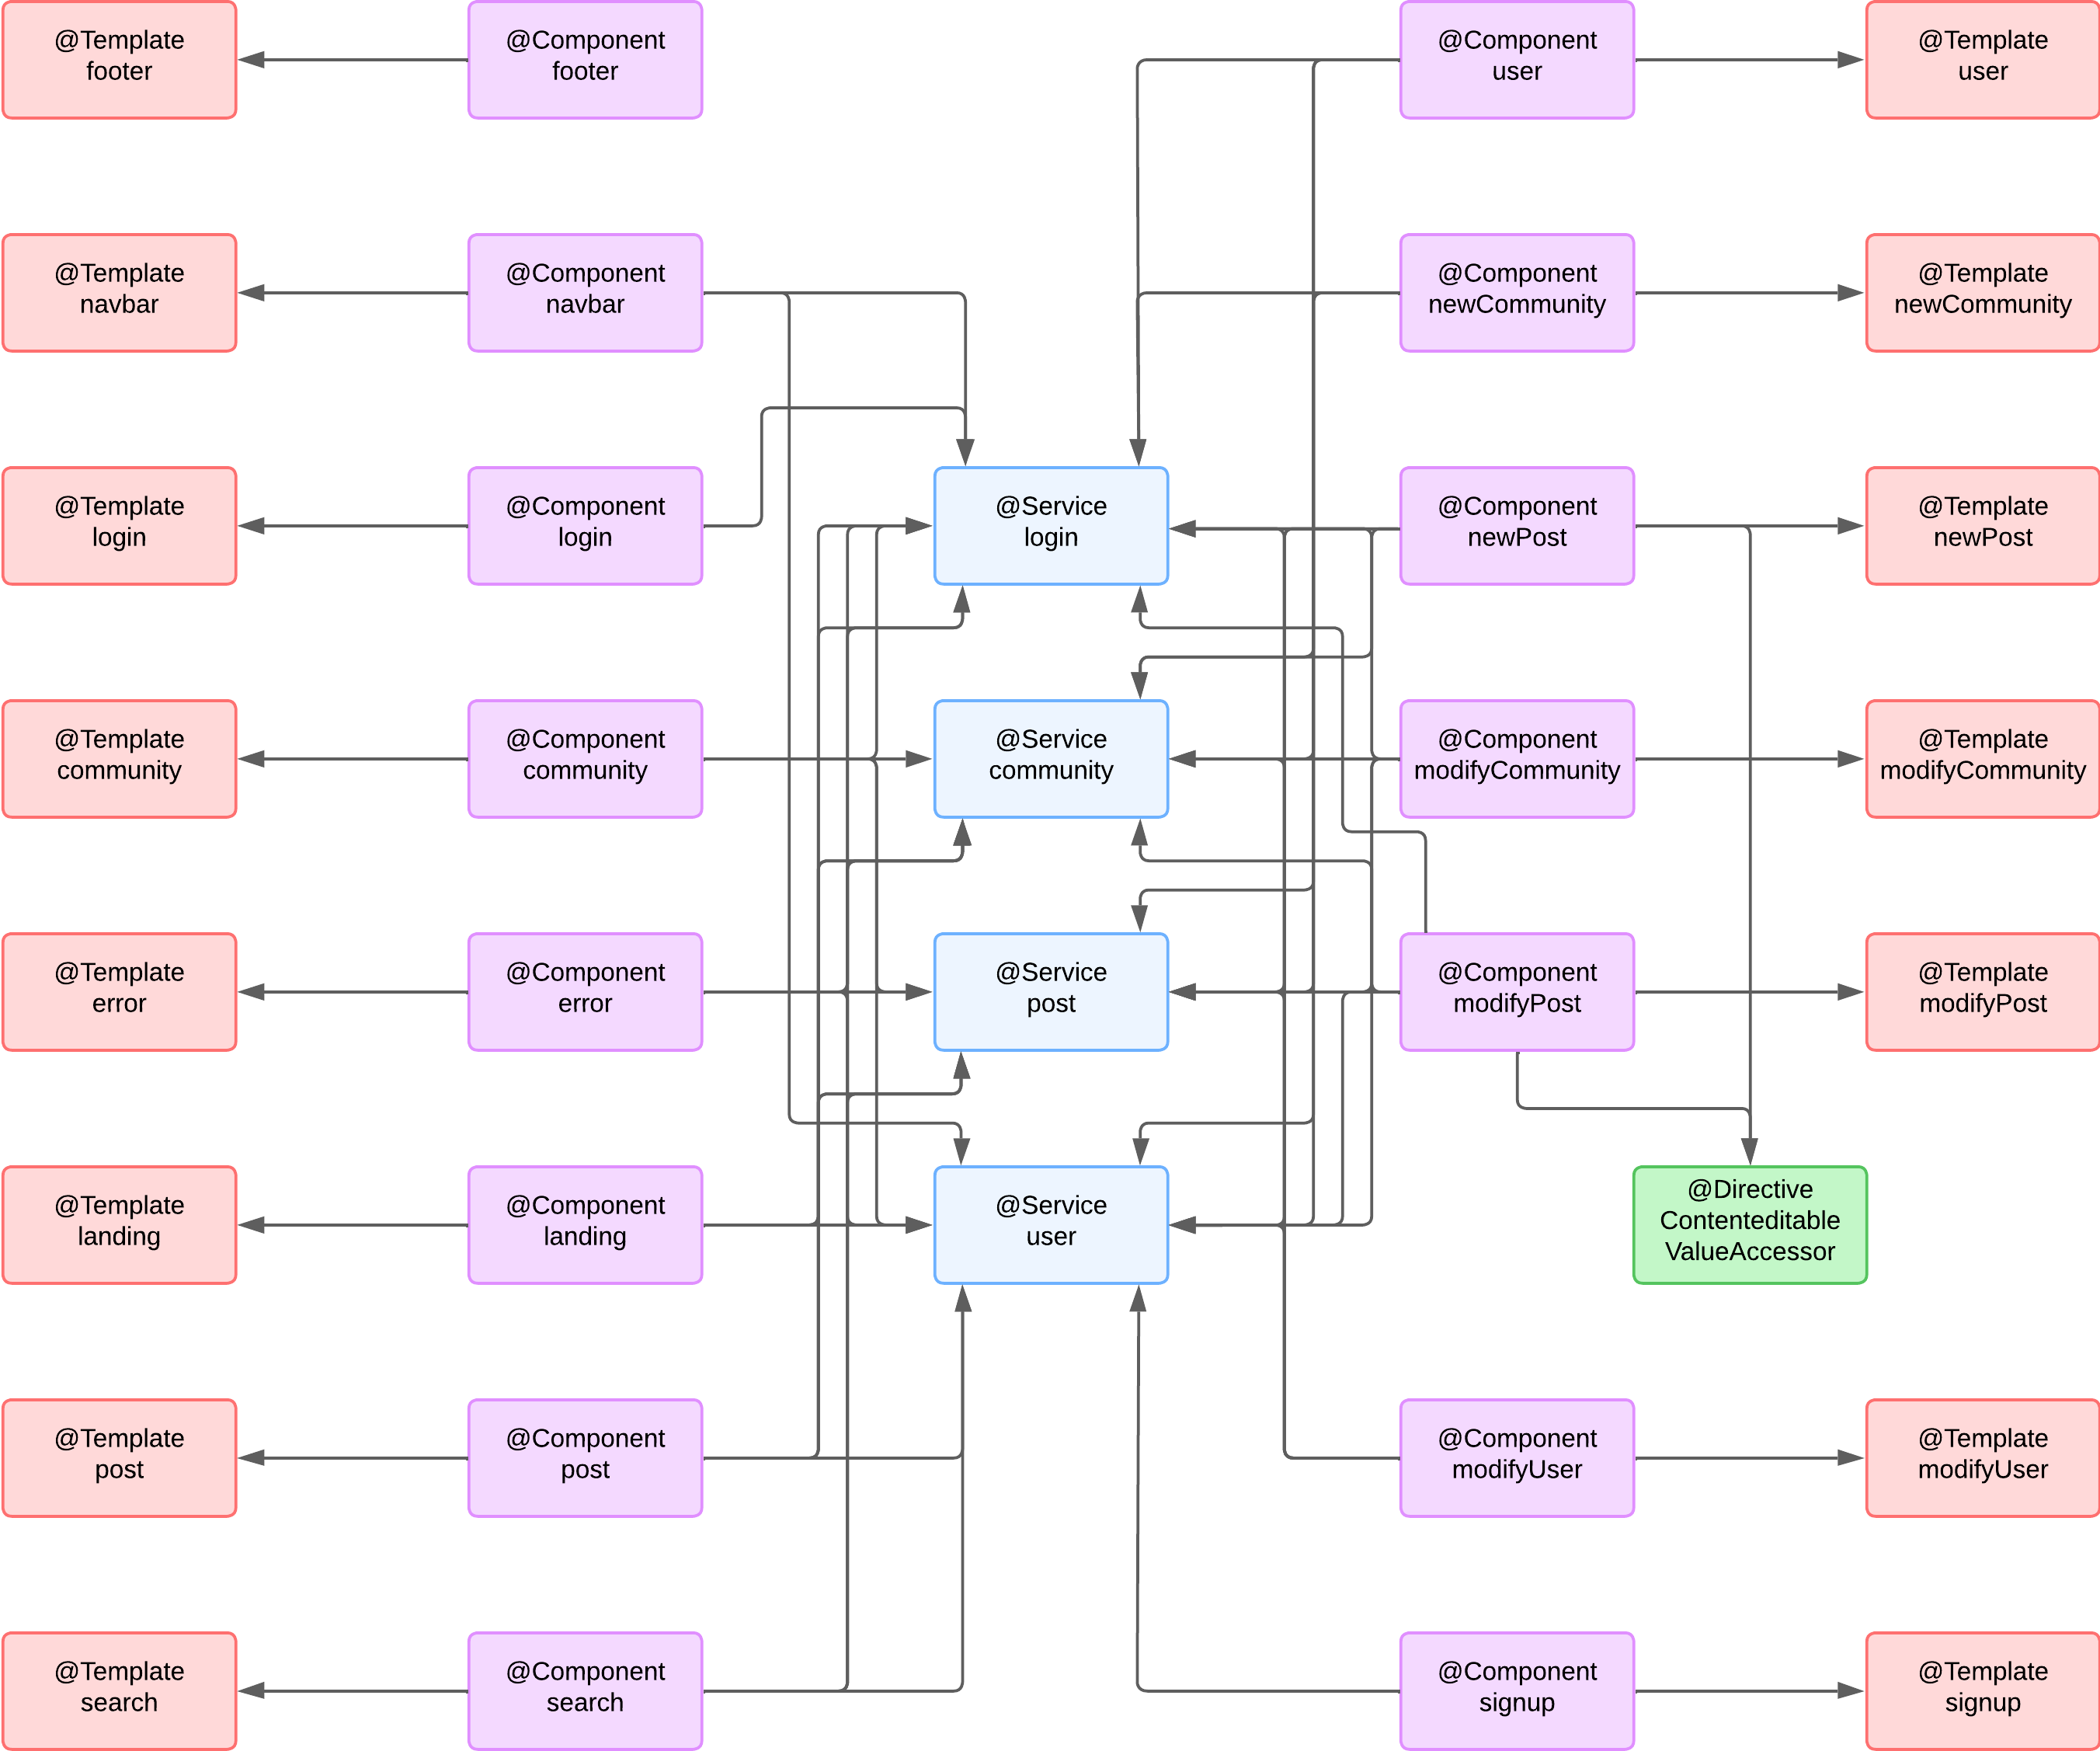 @Template
footer
@Component
footer
@Component
user
@Template
user
@Template
navbar
@Component
navbar
@Component
newCommunity
@Template
newCommunity
@Template
login
@Component
login
@Service
login
@Component
newPost
@Template
newPost
@Template
community
@Component
community
@Service
community
@Component
modifyCommunity
@Template
modifyCommunity
@Template
error
@Component
error
@Service
post
@Component
modifyPost
@Template
modifyPost
@Template
landing
@Component
landing
@Service
user
@Directive
Contenteditable
ValueAccessor
@Template
post
@Component
post
@Component
modifyUser
@Template
modifyUser
@Template
search
@Component
search
@Component
signup
@Template
signup